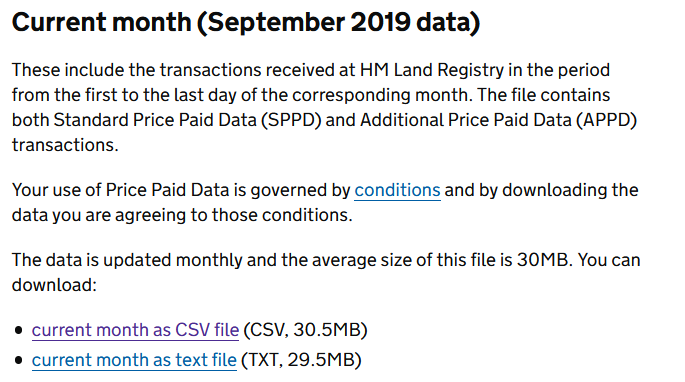 Current month (September 2019 data)
These include the transactions received at HM Land Registry in the period
from the first to the last day of the corresponding month. The file contains
both Standard Price Paid Data (SPPD) and Additional Price Paid Data (APPD)
transactions.
Your use of Price Paid Data is governed by conditions and by downloading the
data you are agreeing to those conditions.
The data is updated monthly and the average size of this file is 30MB. You can
download:
• current month as CSV file (CSV, 30.5MB)
• current month as text file (TXT, 29.5MB)